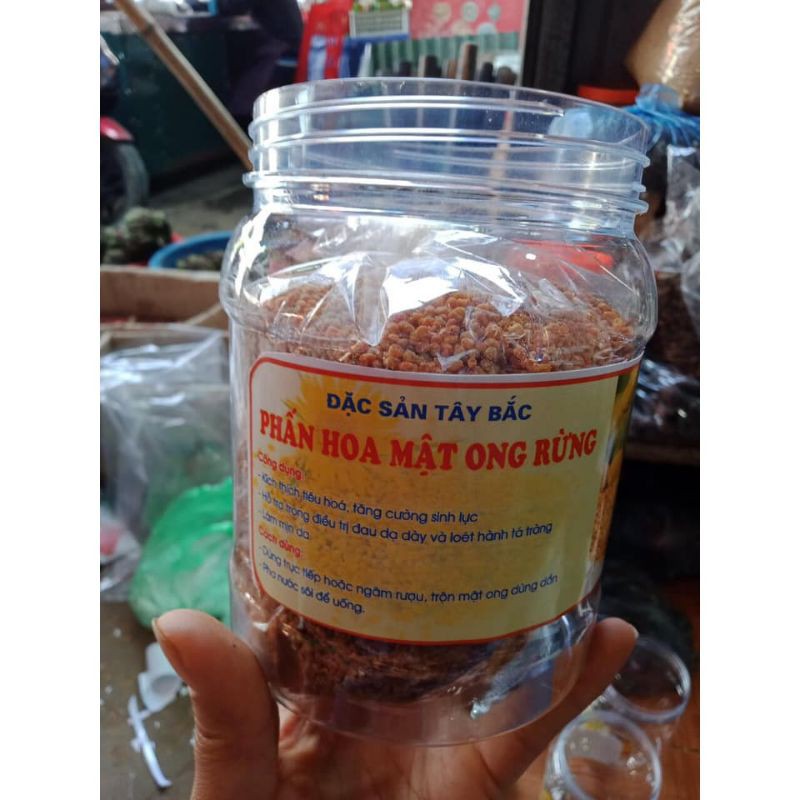 ĐẶC SẢN TÂY BẮC
PHẤN HOA MẬT ONG RỪNG
Công dụng:
- Kích thích tiêu hoá, tăng cường sinh lực
- Hỗ trợ trong điều trị đau dạ dày và loét hành tá tràng
- Làm mịn da
Cách dùng:
- Dùng trực tiếp hoặc ngâm rượu, trộn mật ong dùng dần
- Pha nước sôi để uống.